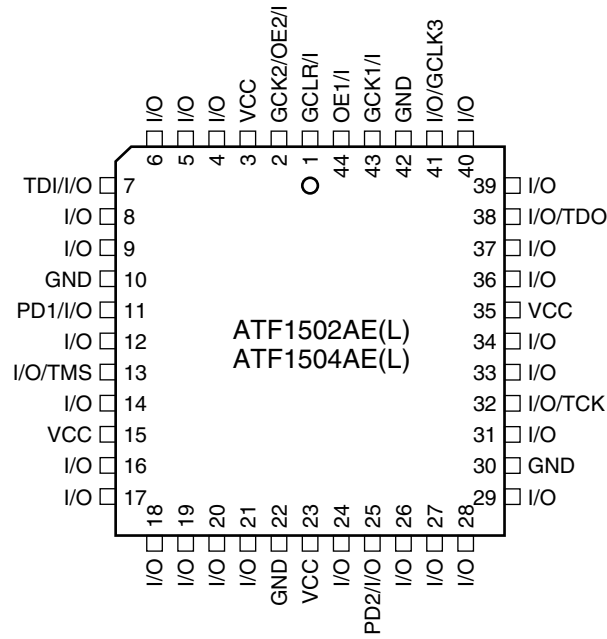 I/O
I/O
I/O
VCC
GCK2/OE2/I
GCLR/I
OE1/I
GCK1/I
GND
I/O/GCLK3
I/O
6
5
4
3
2
1
44
43
42
41
40
TDI/I/O 7
I/O 8
I/O 9
GND 10
PD1/I/O 11
I/O 12
I/O/TMS 13
I/O 14
VCC 15
I/O 16
I/O 17
ATF1502AE(L)
ATF1504AE(L)
39 I/O
38 I/O/TDO
37 I/O
36 I/O
35 VCC
34 I/O
33 I/O
32 I/O/TCK
31 I/O
30 GND
29 I/O
18
19
20
21
22
23
24
25
26
27
28
I/O
I/O
I/O
I/O
GND
VCC
I/O
PD2/I/O
I/O
I/O
I/O